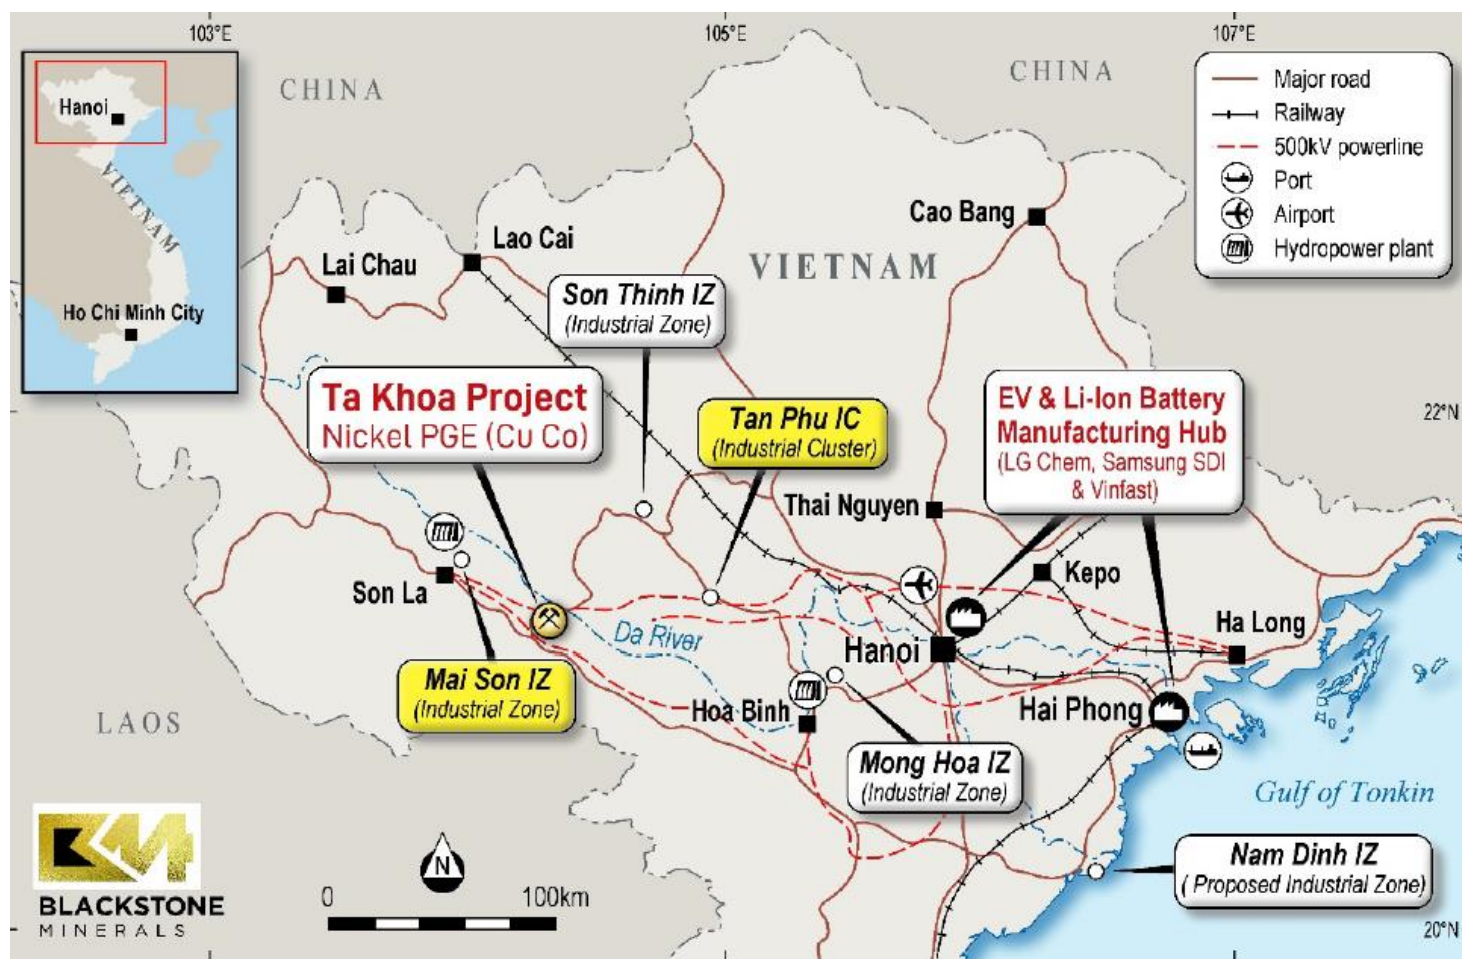 103°E
105°E
107°E
CHINA
CHINA
Hanoi
VIETNAM
Ho Chi Minh City
Major road
Railway
500kV powerline
Port
Airport
Hydropower plant
Cao Bang
Lao Cai
Lai Chau
VIETNAM
Son Thinh IZ
(Industrial Zone)
Ta Khoa Project
Nickel PGE (Cu Co)
Tan Phu IC
(Industrial Cluster)
EV & Li-Ion Battery
Manufacturing Hub
(LG Chem, Samsung SDI
& Vinfast)
22°N
Thai Nguyen
Kepo
Son La
Da River
Hanoi
Ha Long
Mai Son IZ
(Industrial Zone)
Hoa Binh
Hai Phong
LAOS
Mong Hoa IZ
(Industrial Zone)
Gulf of Tonkin
Nam Dinh IZ
( Proposed Industrial Zone)
N
0
100km
BM
BLACKSTONE
MINERALS
20°N